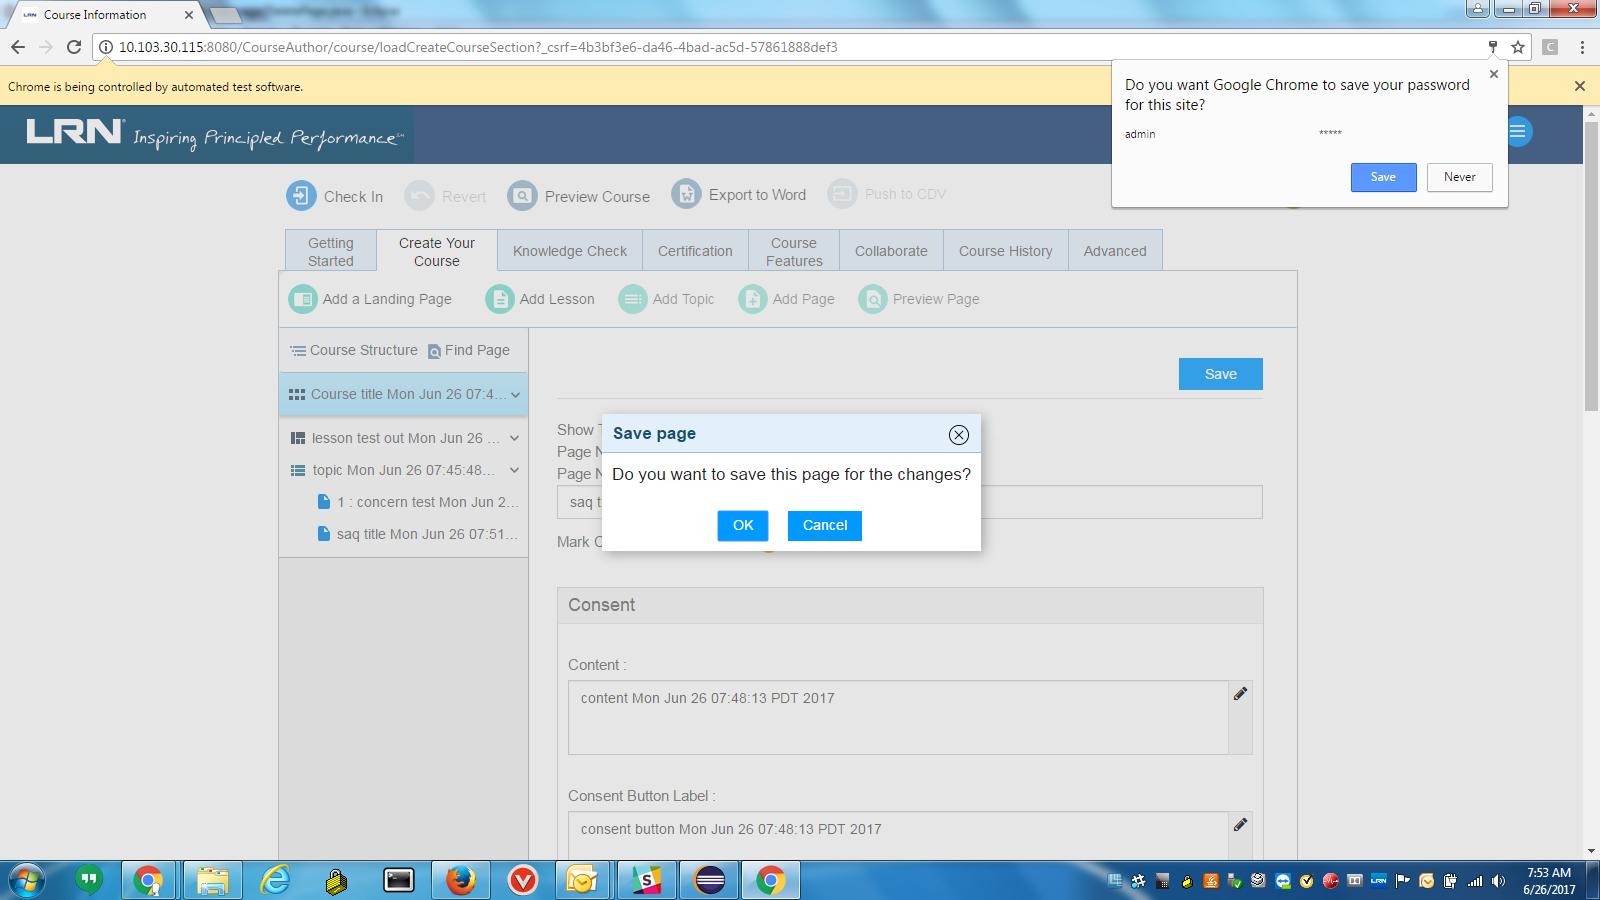 Course Information
10.103.30.115:8080/CourseAuthor/course/loadCreateCourseSection?_csrf=4b3bf3e6-da46-4bad-ac5d-57861888def3
Chrome is being controlled by automated test software.
Do you want Google Chrome to save your password
for this site?
admin *****
Save Never
LRN Inspiring Principled Performance
Check In Revert Preview Course Export to Word Push to CDV
Getting Started
Create Your Course
Knowledge Check
Certification
Course Features
Collaborate
Course History
Advanced
Add a Landing Page Add Lesson Add Topic Add Page Preview Page
Course Structure Find Page
Course title Mon Jun 26 07:4...
lesson test out Mon Jun 26 ...
topic Mon Jun 26 07:45:48...
1 : concern test Mon Jun 2...
saq title Mon Jun 26 07:51...
Save
Show
Page N
Page N
saq t
Mark C
Save page
Do you want to save this page for the changes?
OK Cancel
Consent
Content :
content Mon Jun 26 07:48:13 PDT 2017
Consent Button Label :
consent button Mon Jun 26 07:48:13 PDT 2017
7:53 AM
6/26/2017